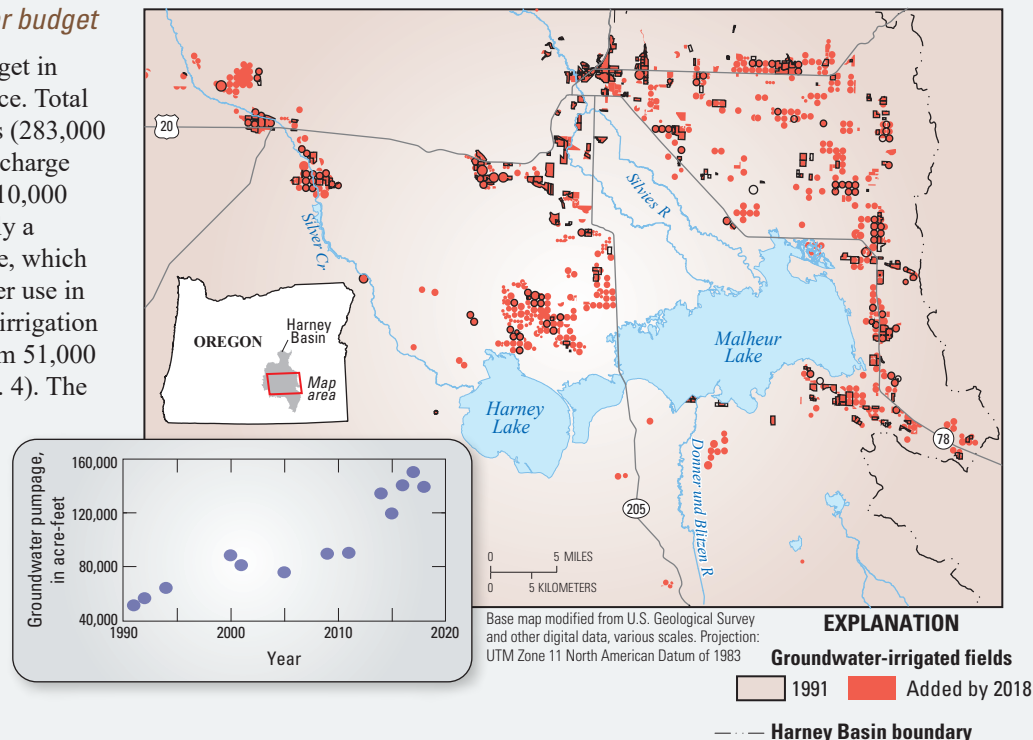 r budget
get in
ce. Total
s (283,000
charge
10,000
ly a
e, which
er use in
irrigation
m 51,000
. 4). The
20
Silver Cr
Silvies R
OREGON
Harney
Basin
Map
area
Malheur
Lake
Harney
Lake
Donner und Blitzen R
78
205
0 5 MILES
0 5 KILOMETERS
Groundwater pumpage,
in acre-feet
160,000
120,000
80,000
40,000
1990 2000 2010 2020
Year
Base map modified from U.S. Geological Survey
and other digital data, various scales. Projection:
UTM Zone 11 North American Datum of 1983
EXPLANATION
Groundwater-irrigated fields
1991 Added by 2018
Harney Basin boundary